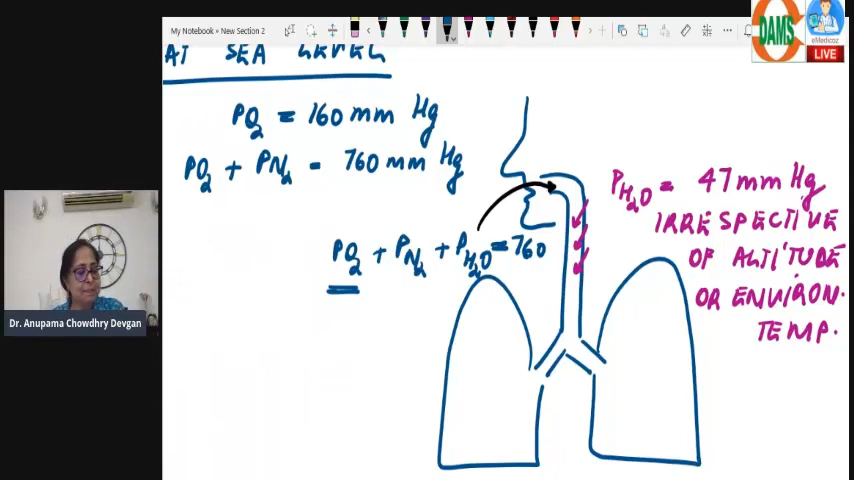 My Notebook » New Section 2
DAMS
eMedicoz
LIVE
AT SEA LEVEL
PO2 = 160 mm Hg
PO2 + PN2 = 760 mm Hg
PO2 + PN2 + PH2O = 760
PH2O = 47 mm Hg
IRRESPECTIVE
OF ALTITUDE
OR ENVIRON.
TEMP.
Dr. Anupama Chowdhry Devgan